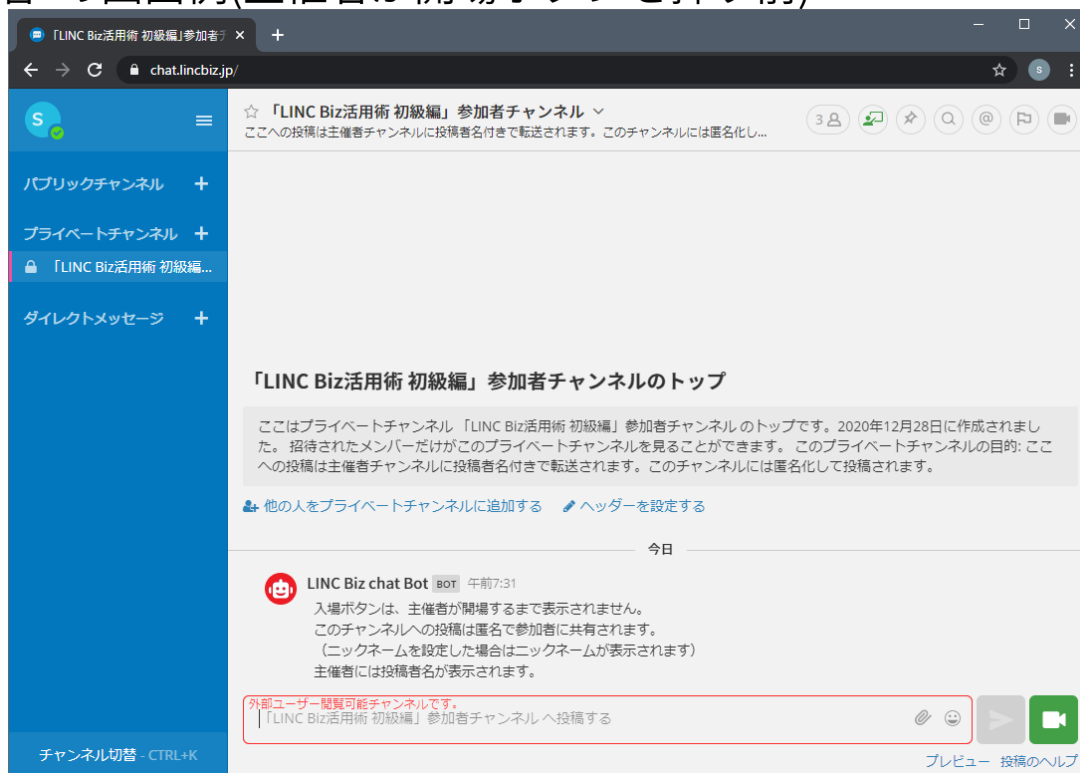 「LINC Biz活用術 初級編」参加者チ
chat.lincbiz.jp/
S
S
「LINC Biz活用術 初級編」参加者チャンネル
ここへの投稿は主催者チャンネルに投稿者名付きで転送されます。このチャンネルには匿名化し...
3
パブリックチャンネル
プライベートチャンネル
「LINC Biz活用術 初級編...
ダイレクトメッセージ
「LINC Biz活用術 初級編」参加者チャンネルのトップ
ここはプライベートチャンネル 「LINC Biz活用術 初級編」参加者チャンネル のトップです。2020年12月28日に作成されまし
た。 招待されたメンバーだけがこのプライベートチャンネルを見ることができます。 このプライベートチャンネルの目的: ここ
への投稿は主催者チャンネルに投稿者名付きで転送されます。このチャンネルには匿名化して投稿されます。
他の人をプライベートチャンネルに追加する ヘッダーを設定する
今日
LINC Biz chat Bot BOT 午前7:31
入場ボタンは、主催者が開場するまで表示されません。
このチャンネルへの投稿は匿名で参加者に共有されます。
（ニックネームを設定した場合はニックネームが表示されます）
主催者には投稿者名が表示されます。
外部ユーザー閲覧可能チャンネルです。
「LINC Biz活用術 初級編」参加者チャンネル へ投稿する
チャンネル切替 - CTRL+K
プレビュー 投稿のヘルプ